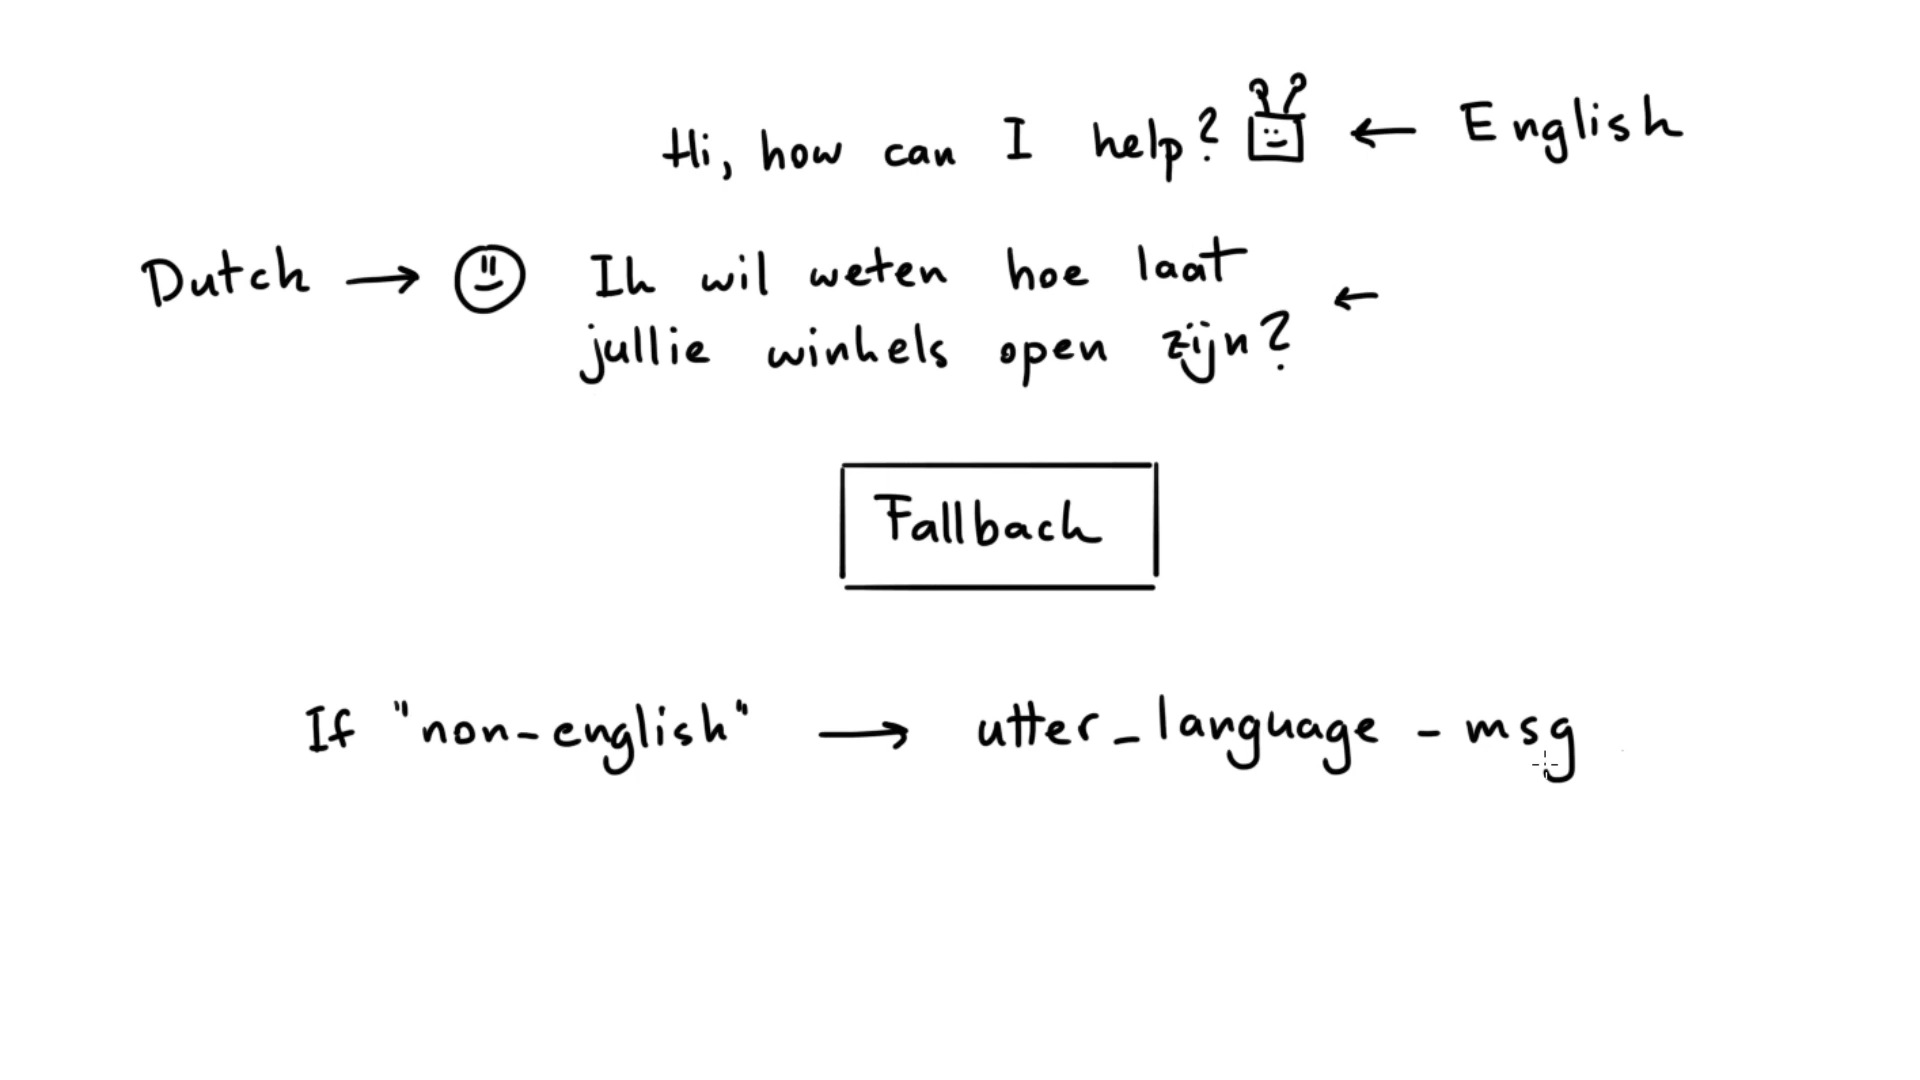 Hi, how can I help? ← English
Dutch → Ik wil weten hoe laat
jullie winkels open zijn? ←
Fallback
If "non-english" → utter_language-msg